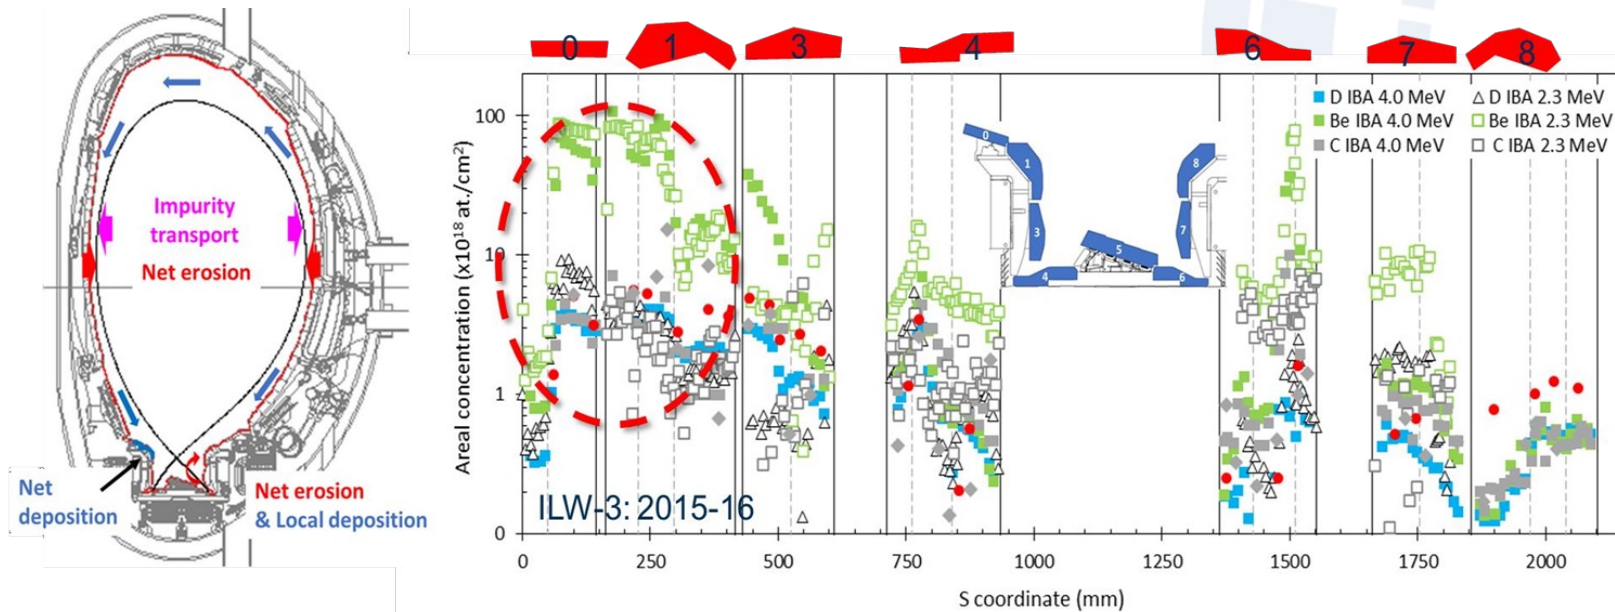 Impurity
transport
Net erosion
Net
deposition
Net erosion
& Local deposition
0 1 3 4 6 7 8
Areal concentration (x10¹⁸ at./cm²)
100
10
1
0
D IBA 4.0 MeV
D IBA 2.3 MeV
Be IBA 4.0 MeV
Be IBA 2.3 MeV
C IBA 4.0 MeV
C IBA 2.3 MeV
0
1
3
4
5
6
7
8
ILW-3: 2015-16
0 250 500 750 1000 1250 1500 1750 2000
S coordinate (mm)